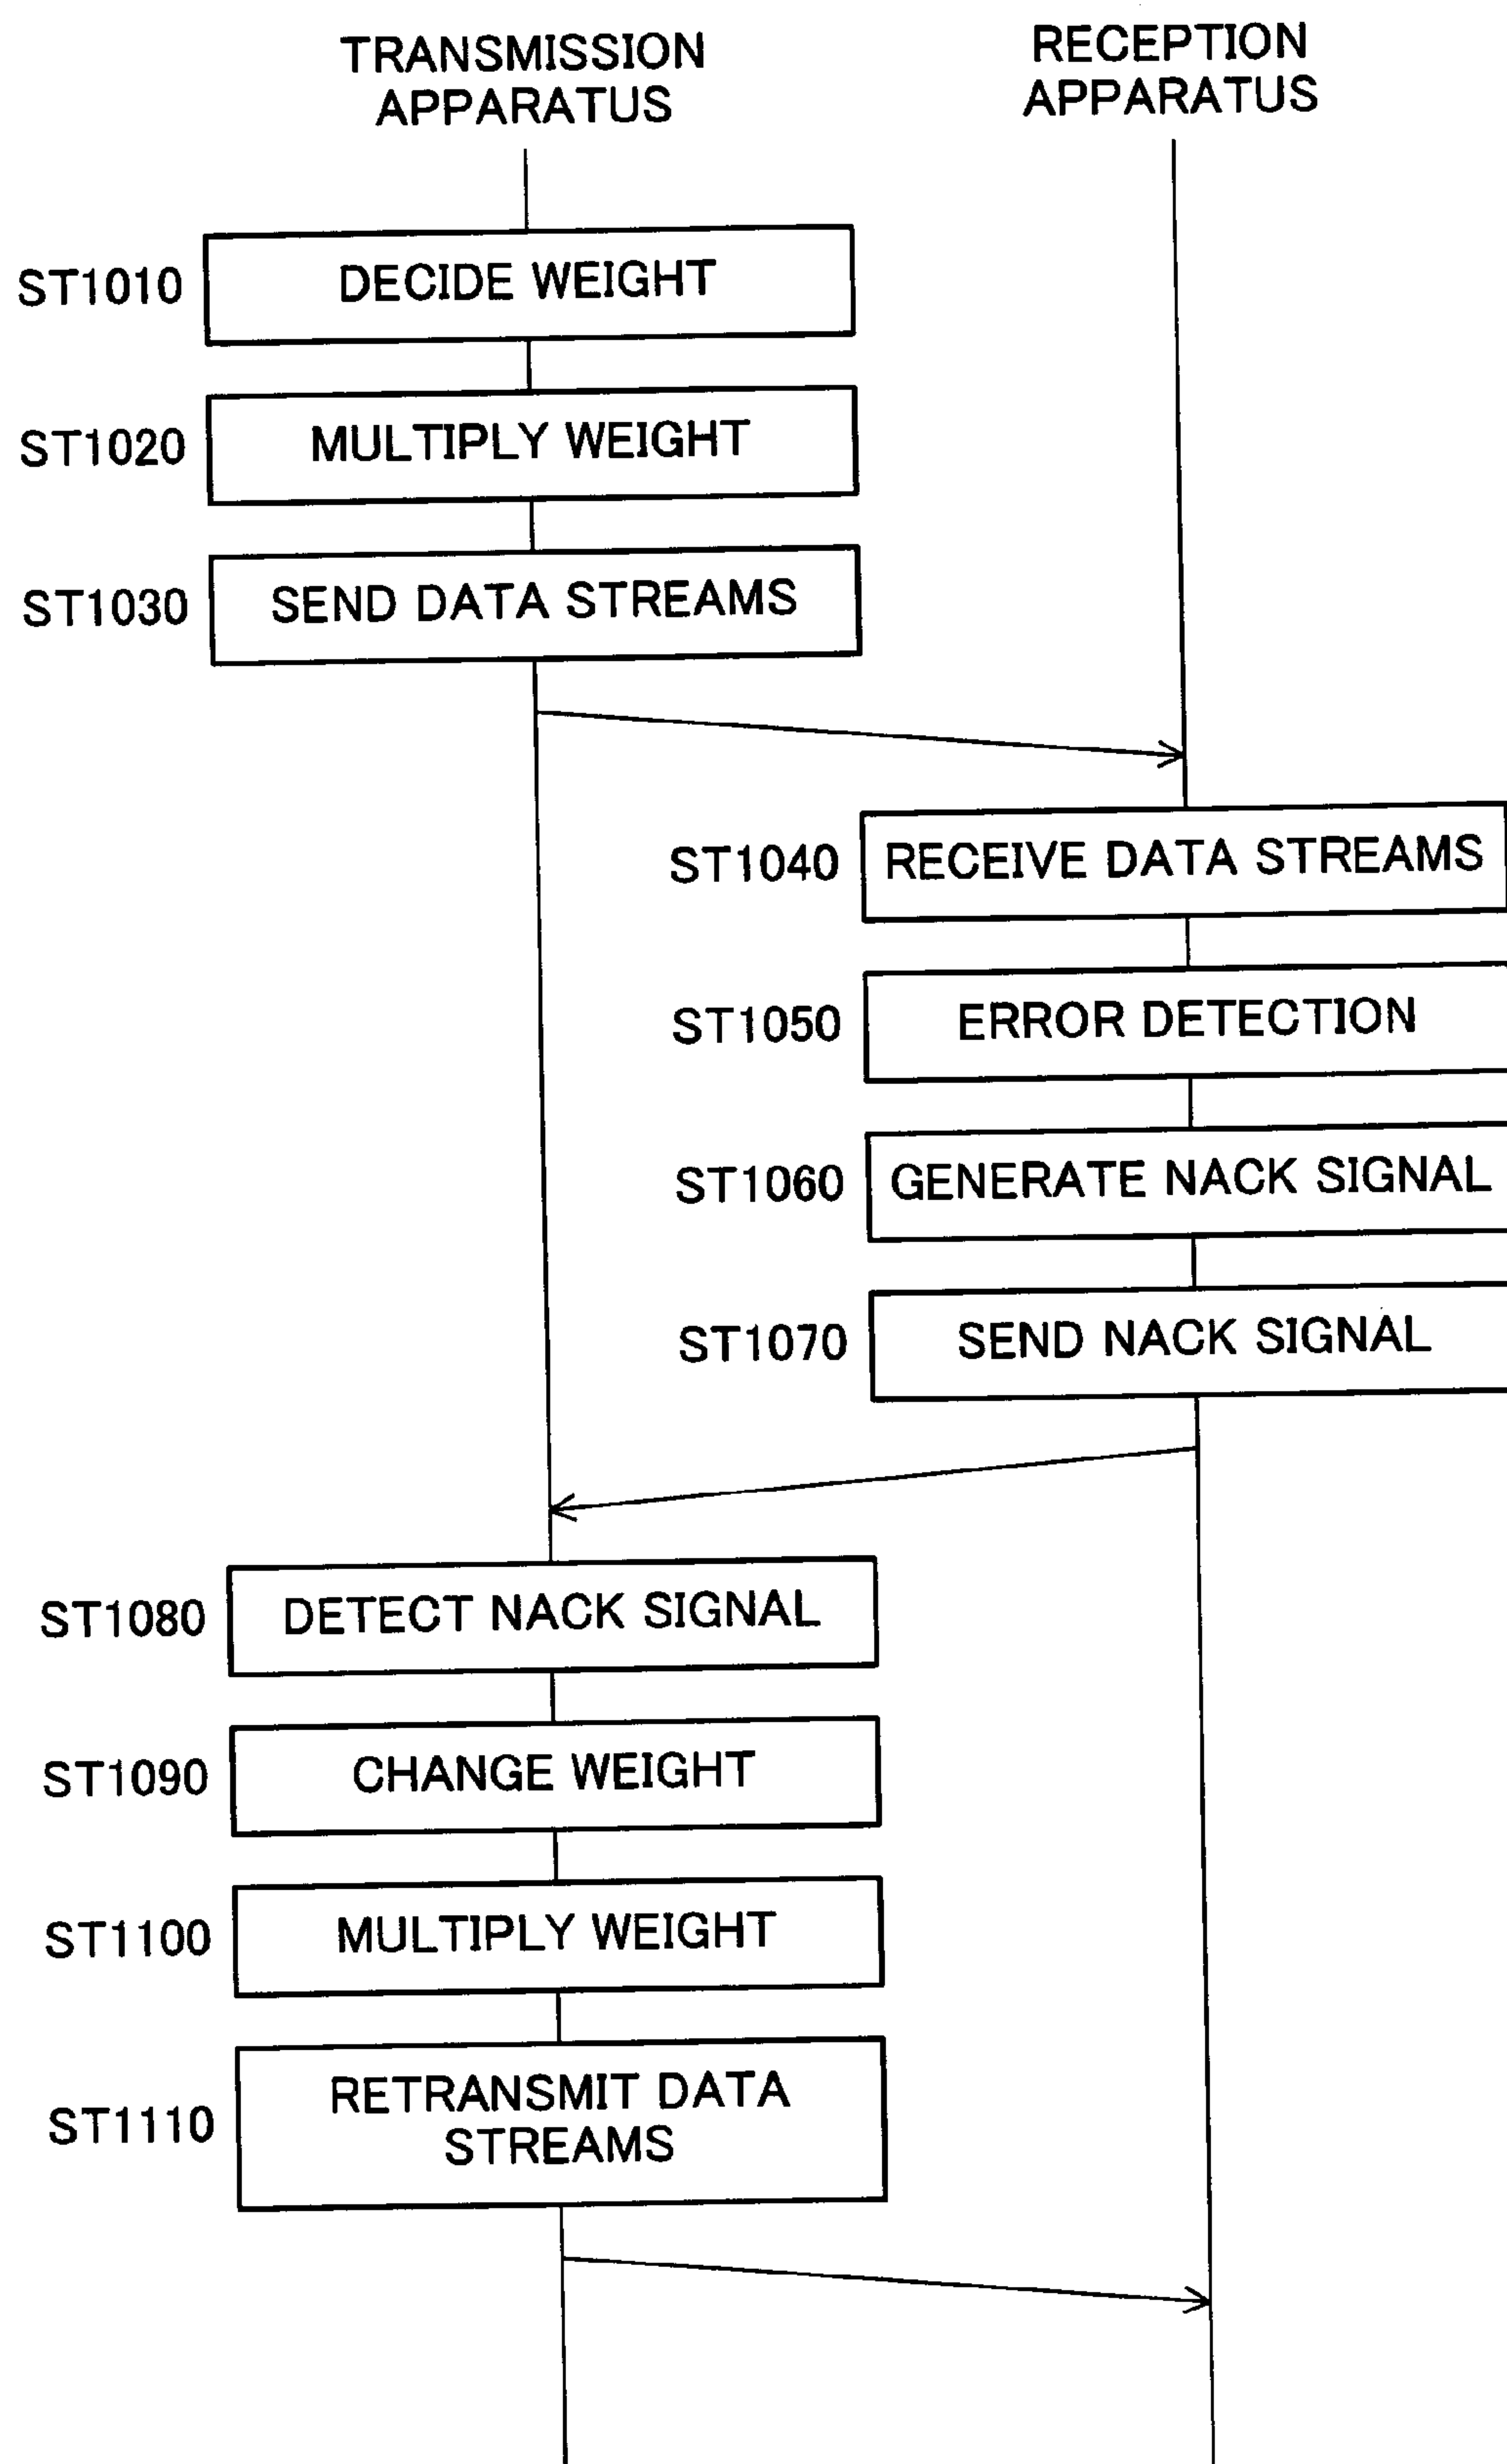 TRANSMISSION
APPARATUS
RECEPTION
APPARATUS
ST1010
DECIDE WEIGHT
ST1020
MULTIPLY WEIGHT
ST1030
SEND DATA STREAMS
ST1040
RECEIVE DATA STREAMS
ST1050
ERROR DETECTION
ST1060
GENERATE NACK SIGNAL
ST1070
SEND NACK SIGNAL
ST1080
DETECT NACK SIGNAL
ST1090
CHANGE WEIGHT
ST1100
MULTIPLY WEIGHT
ST1110
RETRANSMIT DATA
STREAMS